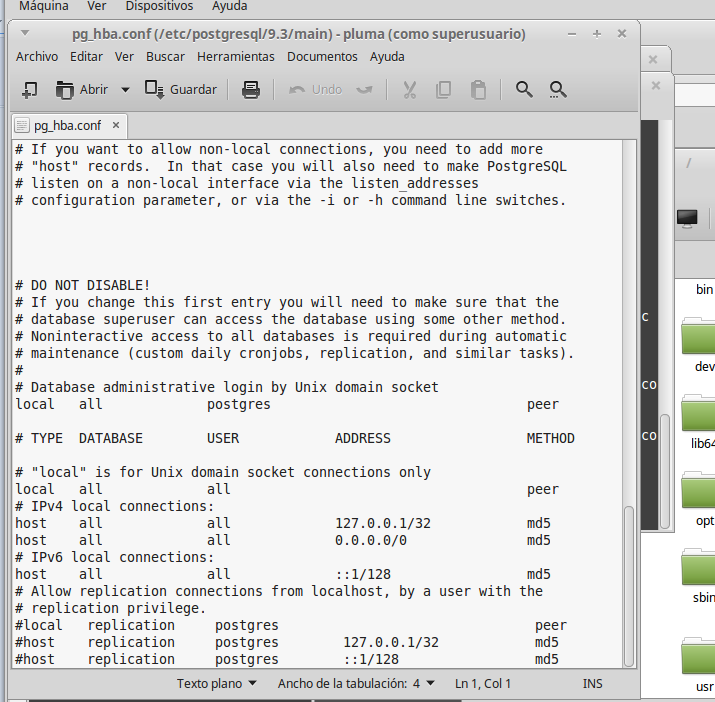 Máquina Ver Dispositivos Ayuda
pg_hba.conf (/etc/postgresql/9.3/main) - pluma (como superusuario)
Archivo Editar Ver Buscar Herramientas Documentos Ayuda
Abrir Guardar Undo
pg_hba.conf
# If you want to allow non-local connections, you need to add more
# "host" records.  In that case you will also need to make PostgreSQL
# listen on a non-local interface via the listen_addresses
# configuration parameter, or via the -i or -h command line switches.
# DO NOT DISABLE!
# If you change this first entry you will need to make sure that the
# database superuser can access the database using some other method.
# Noninteractive access to all databases is required during automatic
# maintenance (custom daily cronjobs, replication, and similar tasks).
#
# Database administrative login by Unix domain socket
local   all             postgres                                peer
# TYPE  DATABASE        USER            ADDRESS                 METHOD
# "local" is for Unix domain socket connections only
local   all             all                                     peer
# IPv4 local connections:
host    all             all             127.0.0.1/32            md5
host    all             all             0.0.0.0/0               md5
# IPv6 local connections:
host    all             all             ::1/128                 md5
# Allow replication connections from localhost, by a user with the
# replication privilege.
#local   replication     postgres                                peer
#host    replication     postgres        127.0.0.1/32            md5
#host    replication     postgres        ::1/128                 md5
Texto plano Ancho de la tabulación: 4 Ln 1, Col 1 INS
/
c
co
co
bin
dev
lib64
opt
sbin
usr